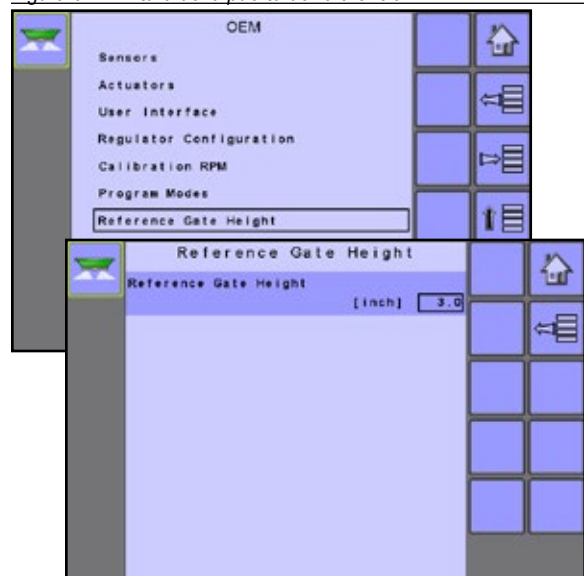 OEM
Sensors
Actuators
User Interface
Regulator Configuration
Calibration RPM
Program Modes
Reference Gate Height
Reference Gate Height
Reference Gate Height
[inch] 3.0